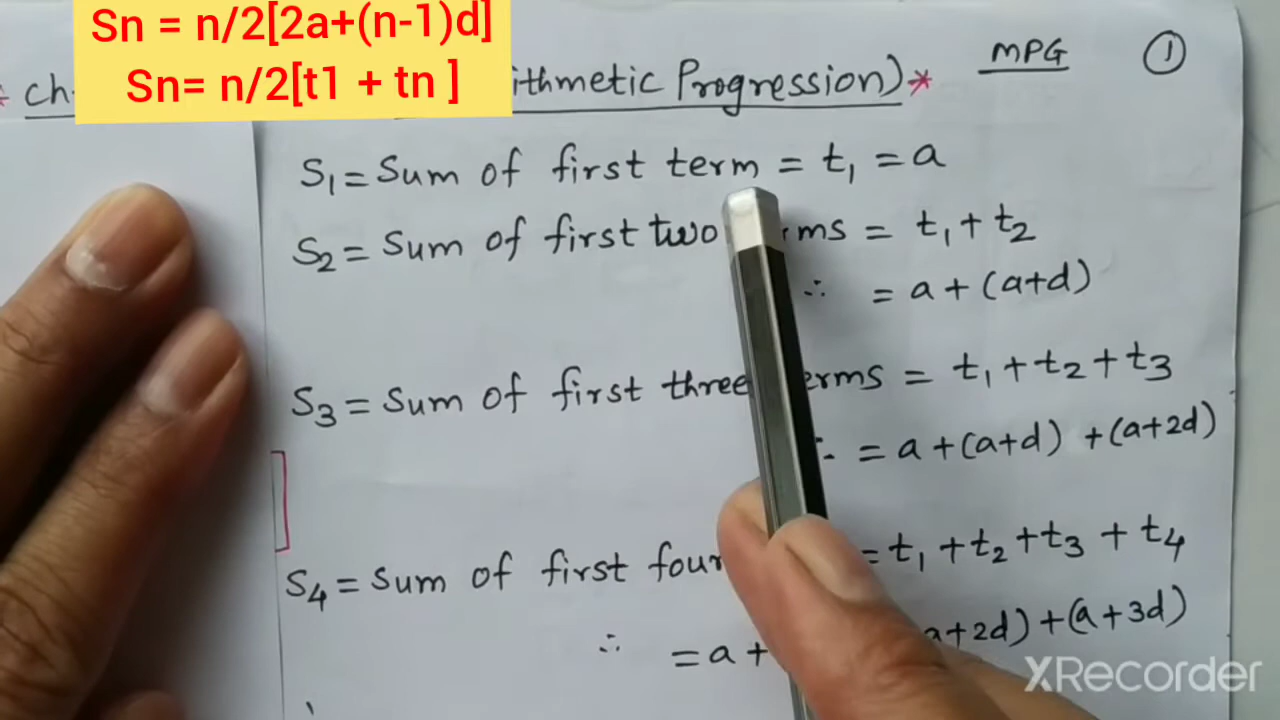 Sn = n/2[2a+(n-1)d]
Sn= n/2[t1 + tn ]
MPG 1
* ch- ithmetic Progression)*
S1 = Sum of first term = t1 = a
S2 = Sum of first two rms = t1 + t2
∴ = a + (a+d)
S3 = Sum of first three erms = t1 + t2 + t3
∴ = a + (a+d) + (a+2d)
S4 = Sum of first four = t1 + t2 + t3 + t4
∴ = a + a+2d) + (a+3d)
XRecorder